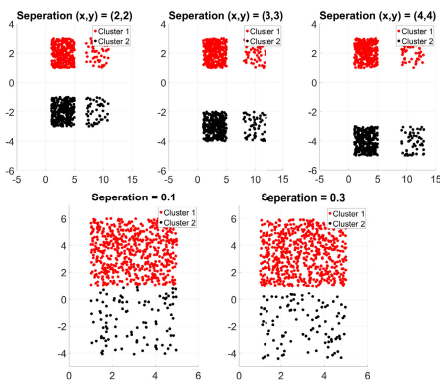 Seperation (x,y) = (2,2)
Seperation (x,y) = (3,3)
Seperation (x,y) = (4,4)
Cluster 1
Cluster 2
Cluster 1
Cluster 2
Cluster 1
Cluster 2
4
2
0
-2
-4
-6
-5 0 5 10 15
4
2
0
-2
-4
-6
-5 0 5 10 15
4
2
0
-2
-4
-6
-5 0 5 10 15
Seperation = 0.1
Seperation = 0.3
Cluster 1
Cluster 2
Cluster 1
Cluster 2
6
4
2
0
-2
-4
0 2 4 6
6
4
2
0
-2
-4
0 2 4 6